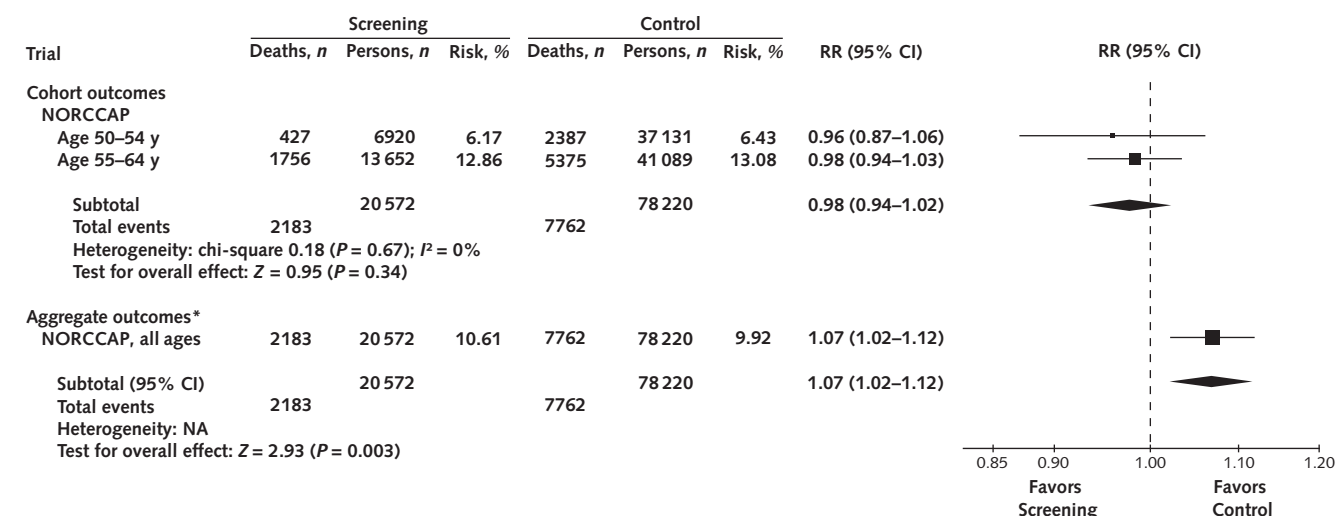 Screening Control
Trial Deaths, n Persons, n Risk, % Deaths, n Persons, n Risk, % RR (95% CI) RR (95% CI)
Cohort outcomes
NORCCAP
Age 50–54 y 427 6920 6.17 2387 37 131 6.43 0.96 (0.87–1.06)
Age 55–64 y 1756 13 652 12.86 5375 41 089 13.08 0.98 (0.94–1.03)
Subtotal 20 572 78 220 0.98 (0.94–1.02)
Total events 2183 7762
Heterogeneity: chi-square 0.18 (P = 0.67); I² = 0%
Test for overall effect: Z = 0.95 (P = 0.34)
Aggregate outcomes*
NORCCAP, all ages 2183 20 572 10.61 7762 78 220 9.92 1.07 (1.02–1.12)
Subtotal (95% CI) 20 572 78 220 1.07 (1.02–1.12)
Total events 2183 7762
Heterogeneity: NA
Test for overall effect: Z = 2.93 (P = 0.003)
0.85 0.90 1.00 1.10 1.20
Favors Favors
Screening Control